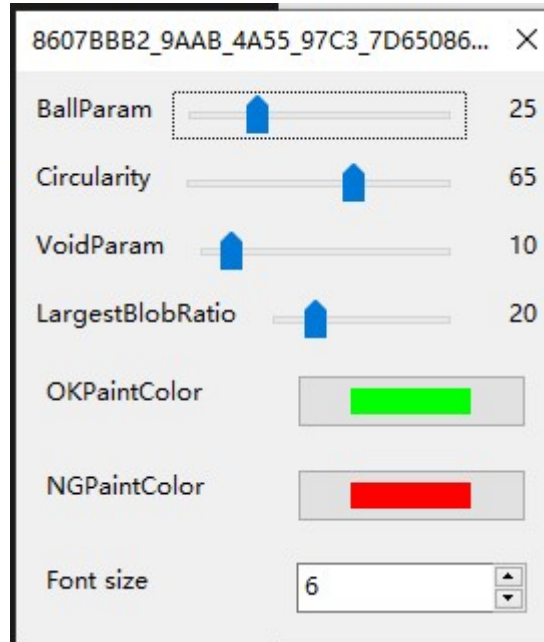 8607BBB2_9AAB_4A55_97C3_7D65086...
BallParam 25
Circularity 65
VoidParam 10
LargestBlobRatio 20
OKPaintColor
NGPaintColor
Font size 6